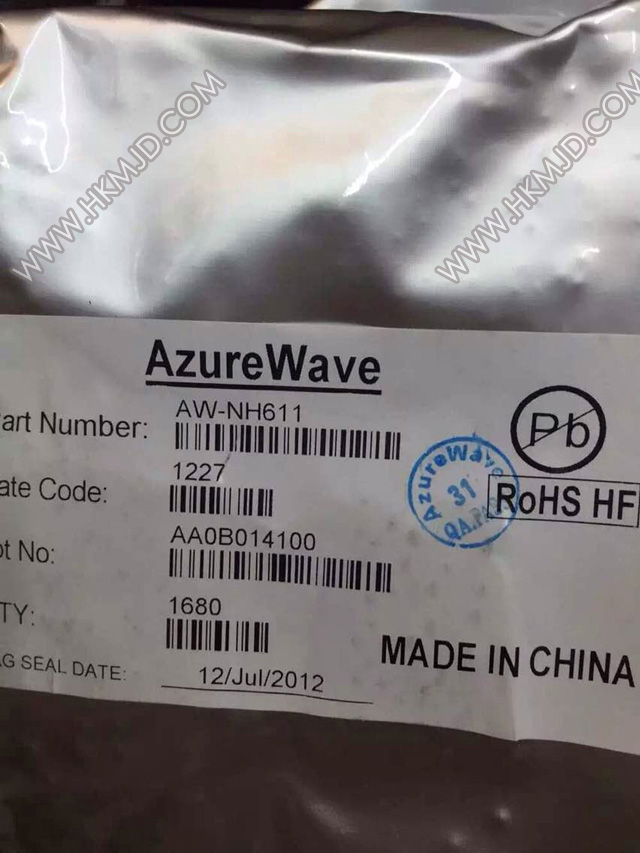 WWW.HKMJD.COM
WWW.HKMJD.COM
AzureWave
art Number: AW-NH611
Pb
ate Code: 1227
AzureWave
31
RoHS HF
ot No: AA0B014100
TY: 1680
MADE IN CHINA
G SEAL DATE: 12/Jul/2012